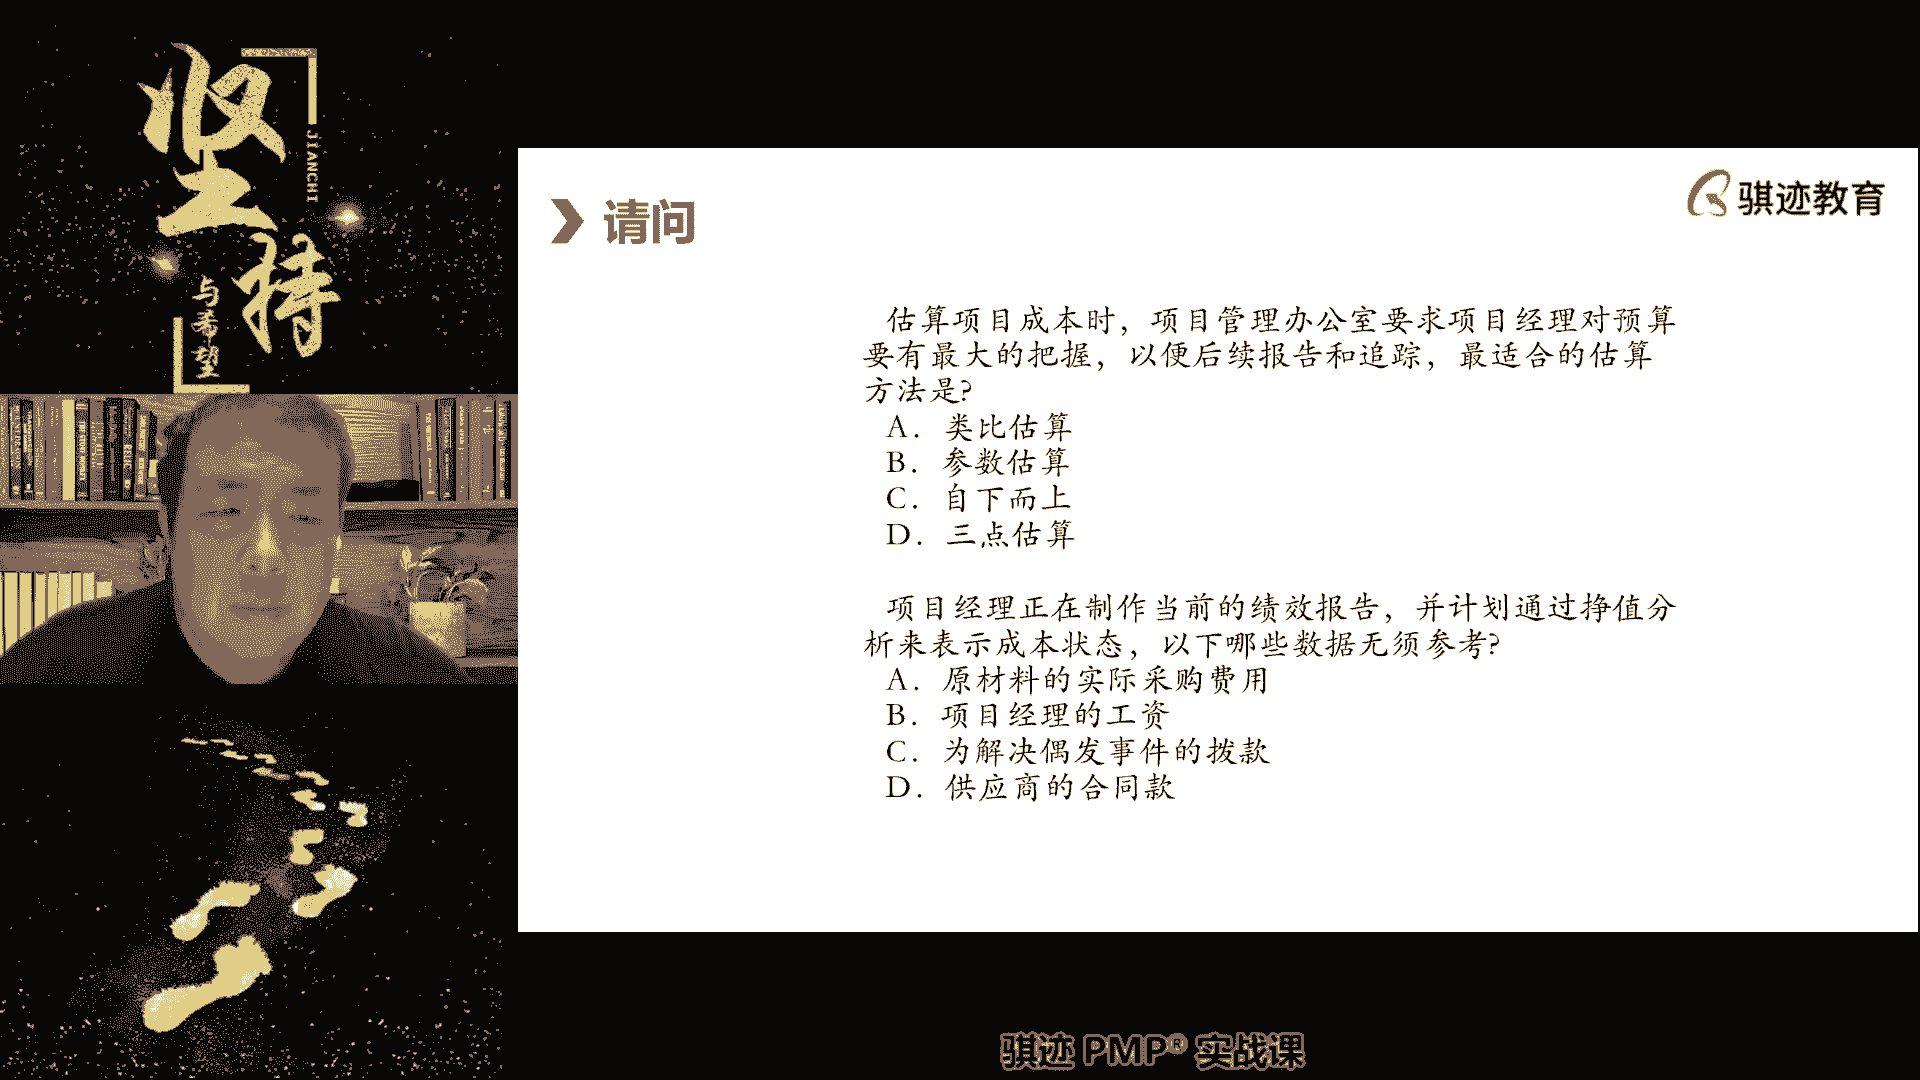 坚持
JIANCHI
与希望
请问
骐迹教育
估算项目成本时，项目管理办公室要求项目经理对预算
要有最大的把握，以便后续报告和追踪，最适合的估算
方法是?
A. 类比估算
B. 参数估算
C. 自下而上
D. 三点估算
项目经理正在制作当前的绩效报告，并计划通过挣值分
析来表示成本状态，以下哪些数据无须参考?
A. 原材料的实际采购费用
B. 项目经理的工资
C. 为解决偶发事件的拨款
D. 供应商的合同款
骐迹 PMP® 实战课